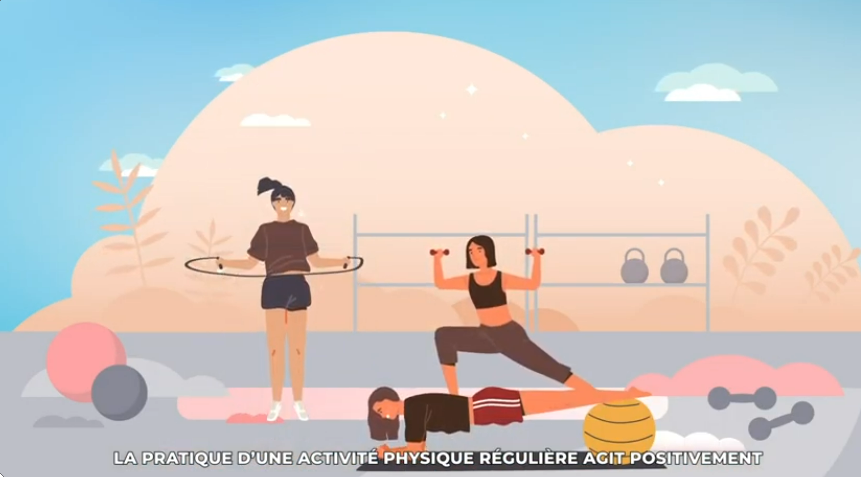 LA PRATIQUE D'UNE ACTIVITÉ PHYSIQUE RÉGULIÈRE AGIT POSITIVEMENT